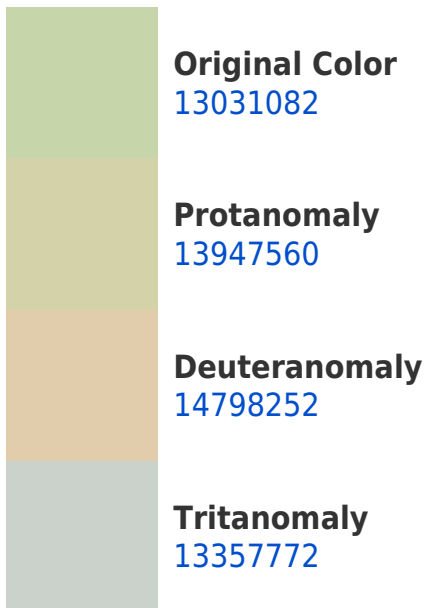 Original Color
13031082
Protanomaly
13947560
Deuteranomaly
14798252
Tritanomaly
13357772